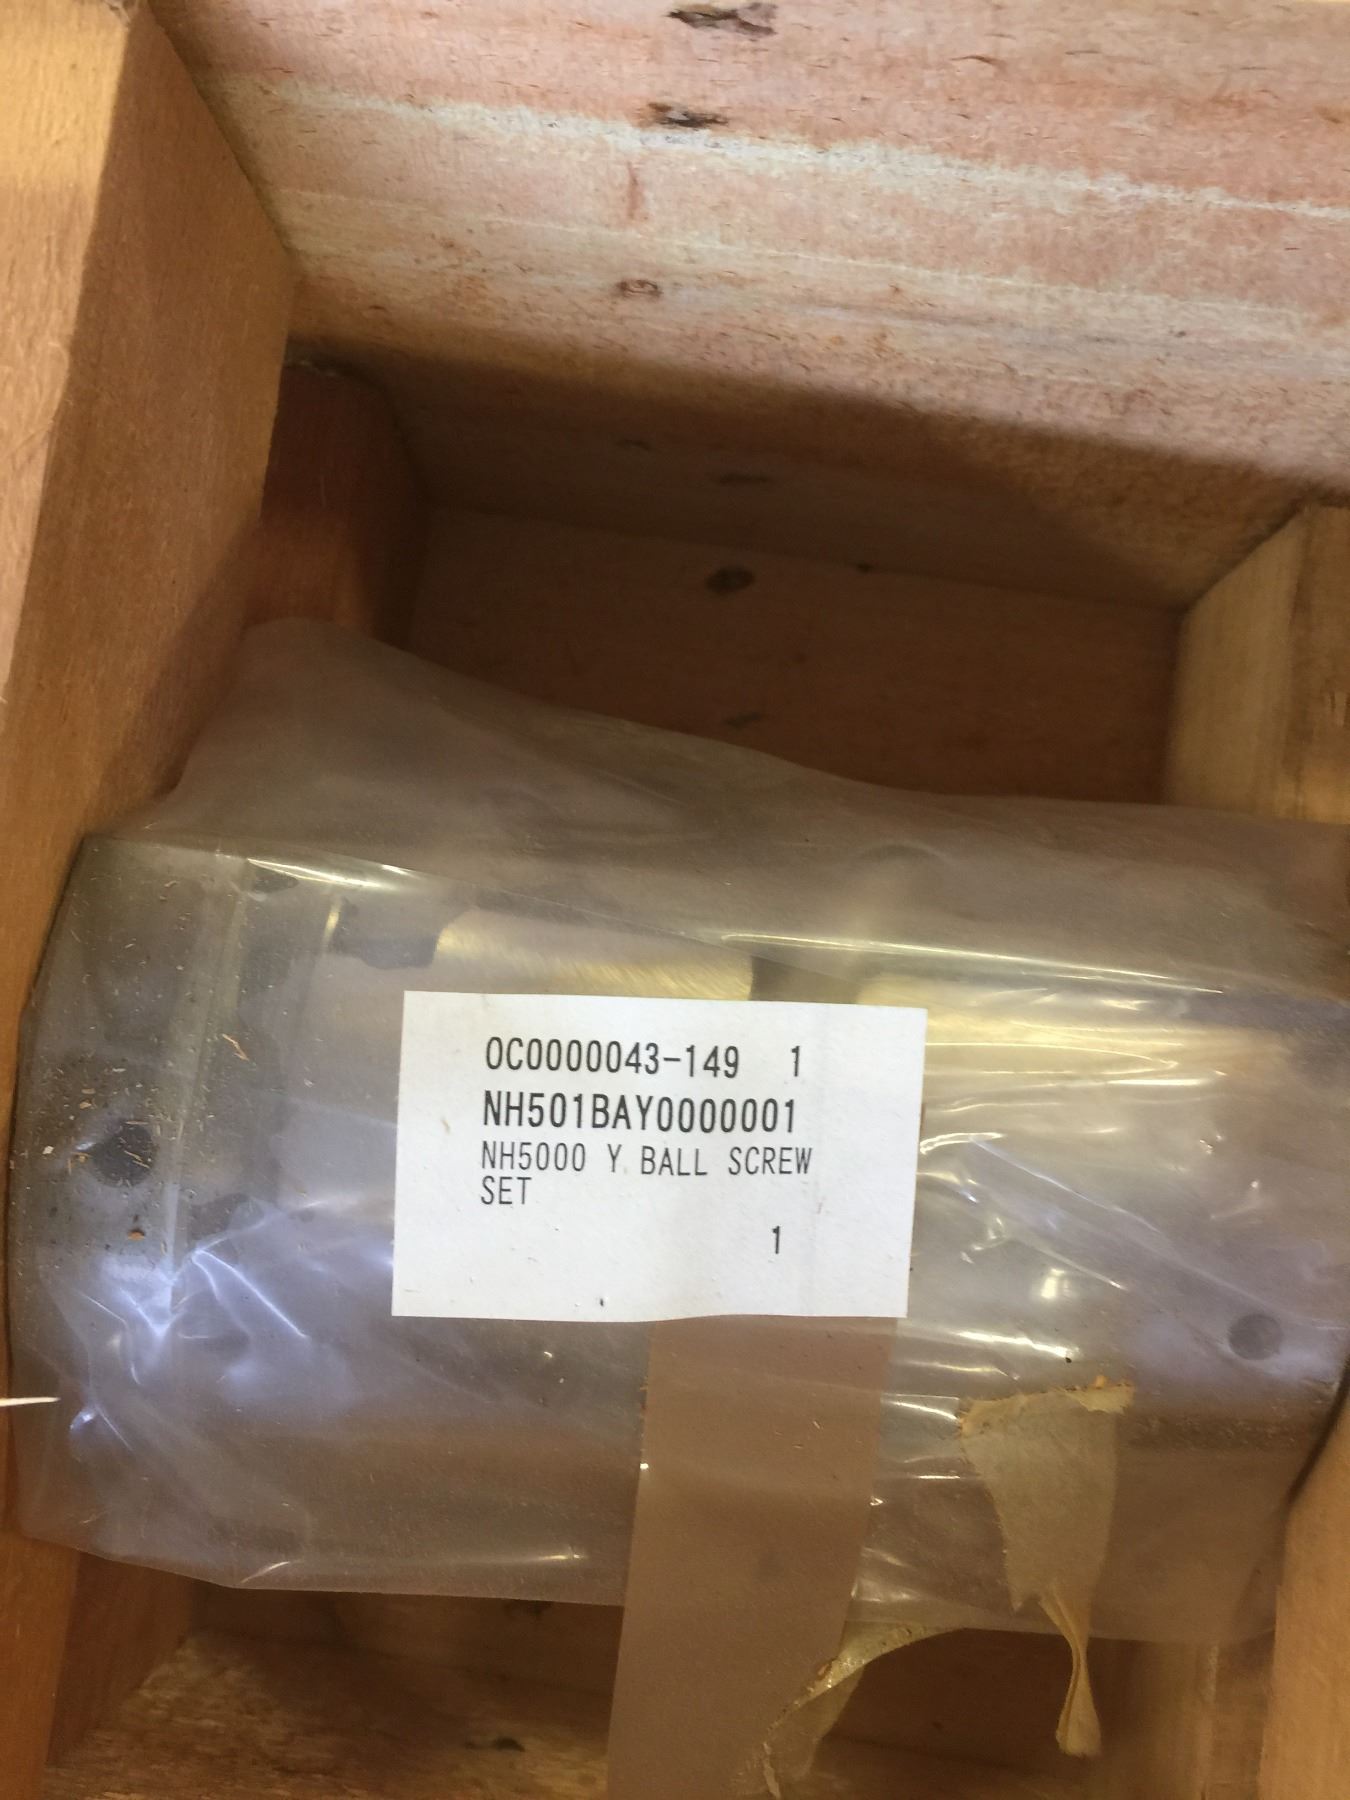 OC0000043-149 1
NH501BAY0000001
NH5000 Y BALL SCREW
SET
1